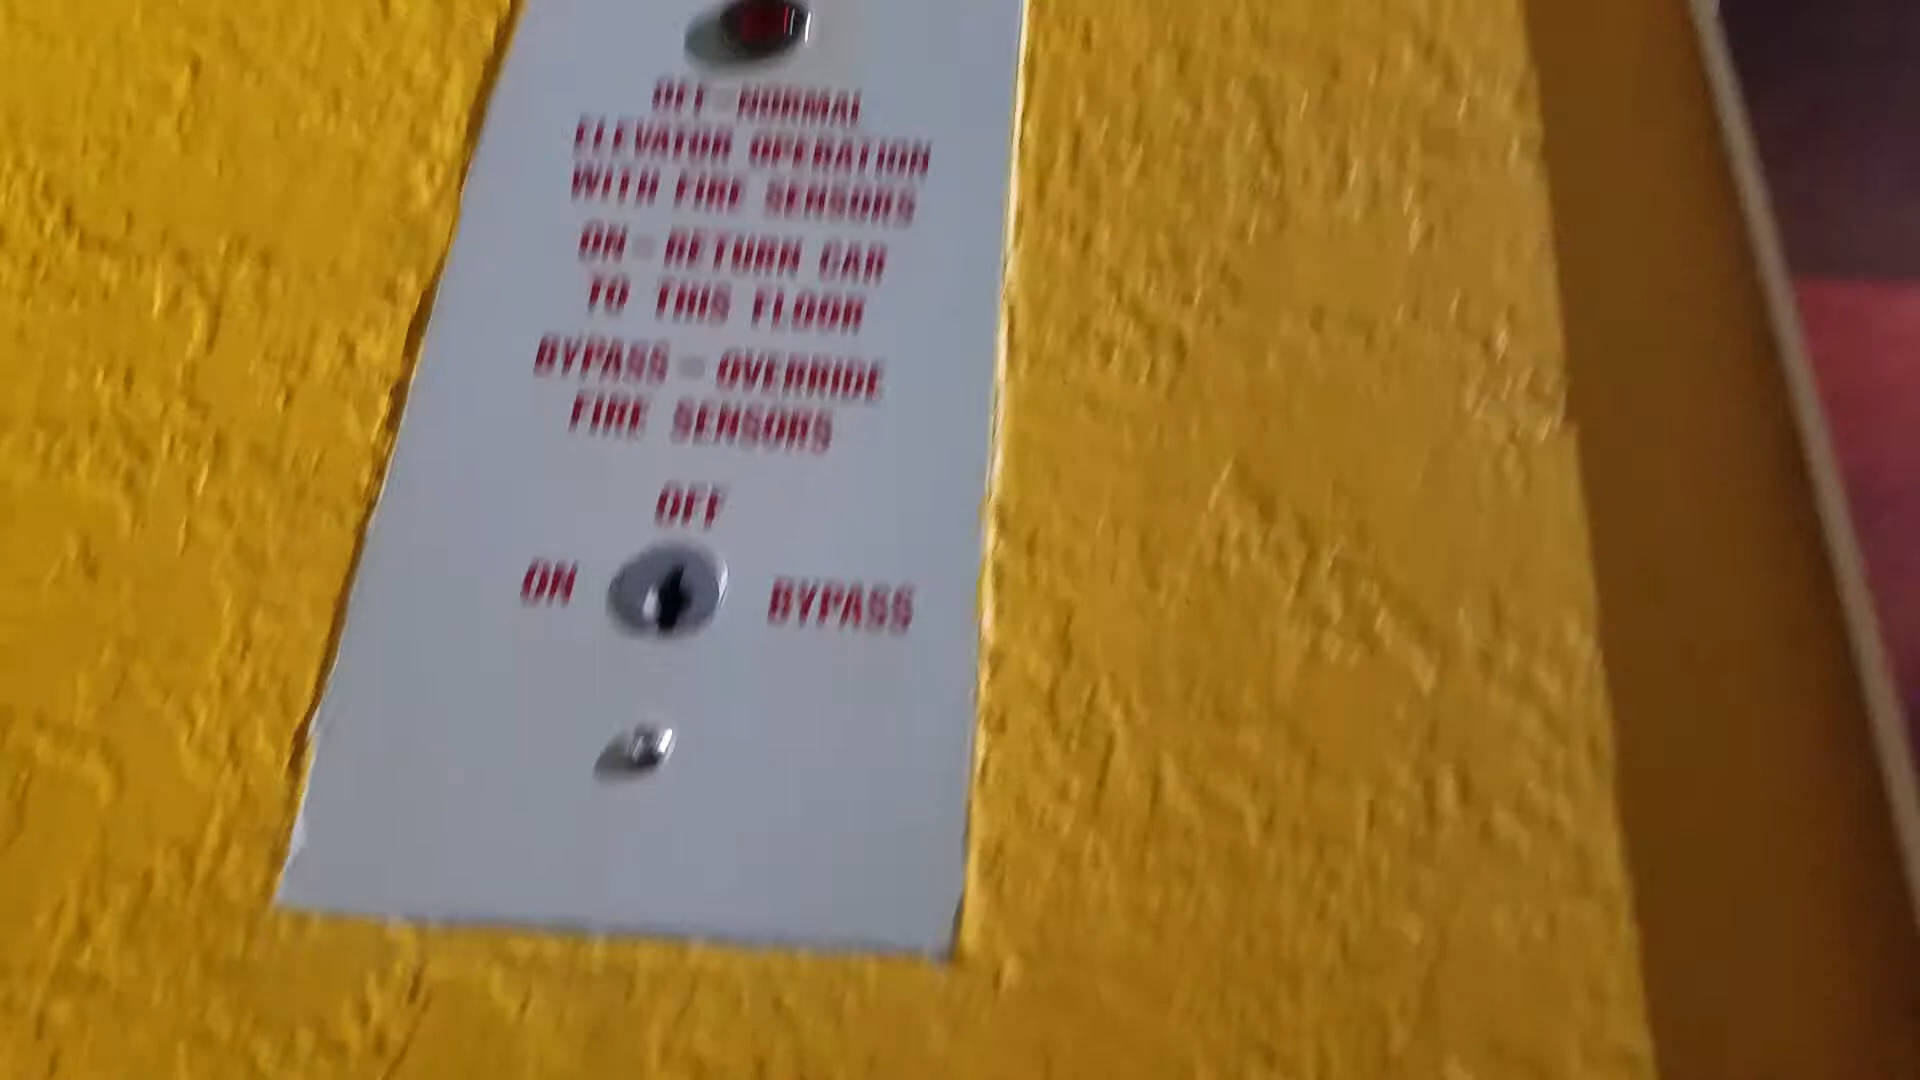 OFF-NORMAL
ELEVATOR OPERATION
WITH FIRE SENSORS
ON-RETURN CAR
TO THIS FLOOR
BYPASS-OVERRIDE
FIRE SENSORS
OFF
ON BYPASS